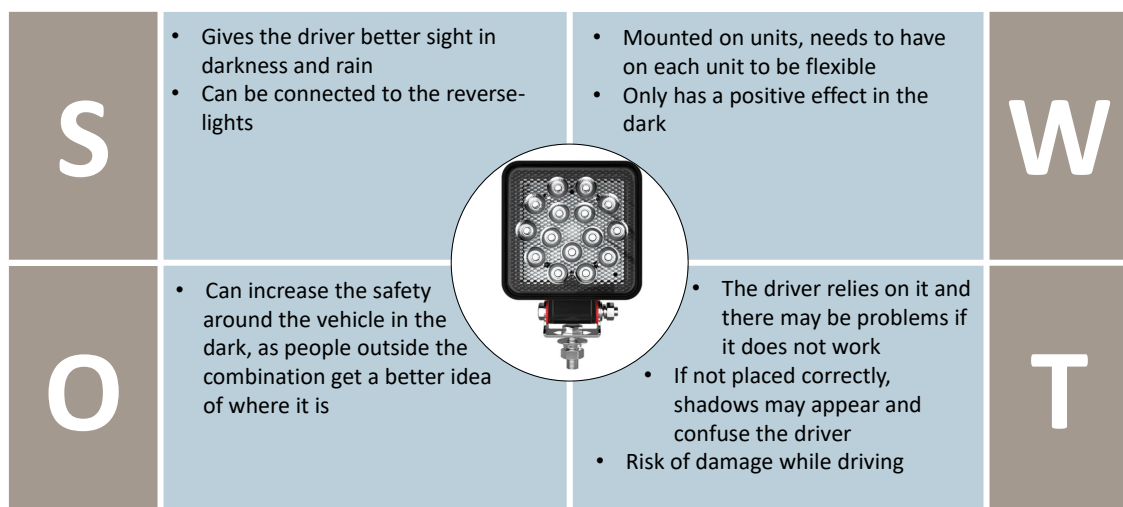 S
• Gives the driver better sight in
darkness and rain
• Can be connected to the reverse-
lights
• Mounted on units, needs to have
on each unit to be flexible
• Only has a positive effect in the
dark
W
O
• Can increase the safety
around the vehicle in the
dark, as people outside the
combination get a better idea
of where it is
• The driver relies on it and
there may be problems if
it does not work
• If not placed correctly,
shadows may appear and
confuse the driver
• Risk of damage while driving
T